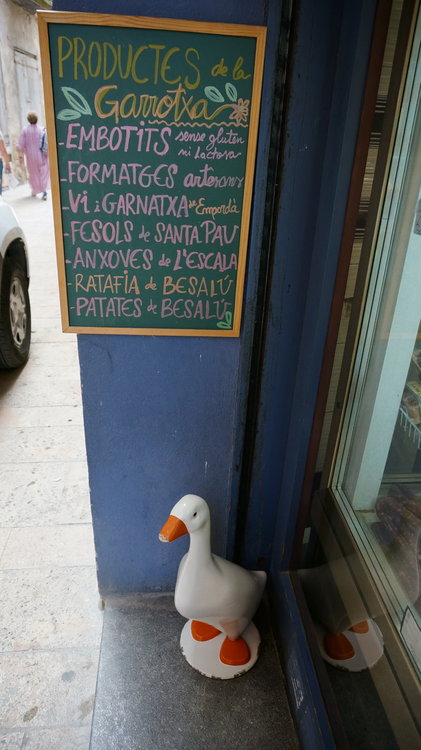 PRODUCTES de la
Garrotxa
-EMBOTITS sense gluten
ni Lactosa
-FORMATGES artesans
-VI i GARNATXA de Empordà
-FESOLS de SANTA PAU
-ANXOVES de L'ESCALA
-RATAFIA de BESALÚ
-PATATES de BESALÚ